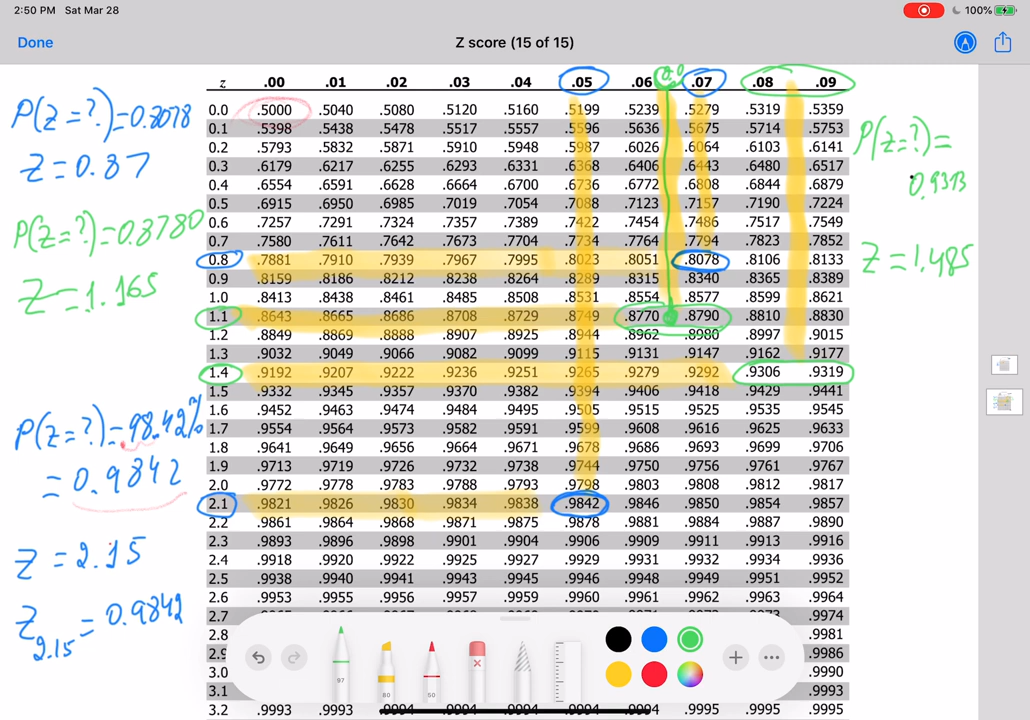 2:50 PM Sat Mar 28
100%
Done
Z score (15 of 15)
P(Z=?)=0.8078
Z=0.87
P(Z=?)=0.8780
Z=1.165
P(Z=?)=98.42%
=0.9842
Z=2.15
Z2.15=0.9842
P(Z=?)=
0.9313
Z=1.485
z .00 .01 .02 .03 .04 .05 .06 .07 .08 .09
0.0 .5000 .5040 .5080 .5120 .5160 .5199 .5239 .5279 .5319 .5359
0.1 .5398 .5438 .5478 .5517 .5557 .5596 .5636 .5675 .5714 .5753
0.2 .5793 .5832 .5871 .5910 .5948 .5987 .6026 .6064 .6103 .6141
0.3 .6179 .6217 .6255 .6293 .6331 .6368 .6406 .6443 .6480 .6517
0.4 .6554 .6591 .6628 .6664 .6700 .6736 .6772 .6808 .6844 .6879
0.5 .6915 .6950 .6985 .7019 .7054 .7088 .7123 .7157 .7190 .7224
0.6 .7257 .7291 .7324 .7357 .7389 .7422 .7454 .7486 .7517 .7549
0.7 .7580 .7611 .7642 .7673 .7704 .7734 .7764 .7794 .7823 .7852
0.8 .7881 .7910 .7939 .7967 .7995 .8023 .8051 .8078 .8106 .8133
0.9 .8159 .8186 .8212 .8238 .8264 .8289 .8315 .8340 .8365 .8389
1.0 .8413 .8438 .8461 .8485 .8508 .8531 .8554 .8577 .8599 .8621
1.1 .8643 .8665 .8686 .8708 .8729 .8749 .8770 .8790 .8810 .8830
1.2 .8849 .8869 .8888 .8907 .8925 .8944 .8962 .8980 .8997 .9015
1.3 .9032 .9049 .9066 .9082 .9099 .9115 .9131 .9147 .9162 .9177
1.4 .9192 .9207 .9222 .9236 .9251 .9265 .9279 .9292 .9306 .9319
1.5 .9332 .9345 .9357 .9370 .9382 .9394 .9406 .9418 .9429 .9441
1.6 .9452 .9463 .9474 .9484 .9495 .9505 .9515 .9525 .9535 .9545
1.7 .9554 .9564 .9573 .9582 .9591 .9599 .9608 .9616 .9625 .9633
1.8 .9641 .9649 .9656 .9664 .9671 .9678 .9686 .9693 .9699 .9706
1.9 .9713 .9719 .9726 .9732 .9738 .9744 .9750 .9756 .9761 .9767
2.0 .9772 .9778 .9783 .9788 .9793 .9798 .9803 .9808 .9812 .9817
2.1 .9821 .9826 .9830 .9834 .9838 .9842 .9846 .9850 .9854 .9857
2.2 .9861 .9864 .9868 .9871 .9875 .9878 .9881 .9884 .9887 .9890
2.3 .9893 .9896 .9898 .9901 .9904 .9906 .9909 .9911 .9913 .9916
2.4 .9918 .9920 .9922 .9925 .9927 .9929 .9931 .9932 .9934 .9936
2.5 .9938 .9940 .9941 .9943 .9945 .9946 .9948 .9949 .9951 .9952
2.6 .9953 .9955 .9956 .9957 .9959 .9960 .9961 .9962 .9963 .9964
2.7 .9974
2.8 .9981
2.9 .9986
3.0 .9990
3.1 .9993
3.2 .9993 .9993 .9994 .9994 .9994 .9994 .9994 .9995 .9995 .9995
97
80
50